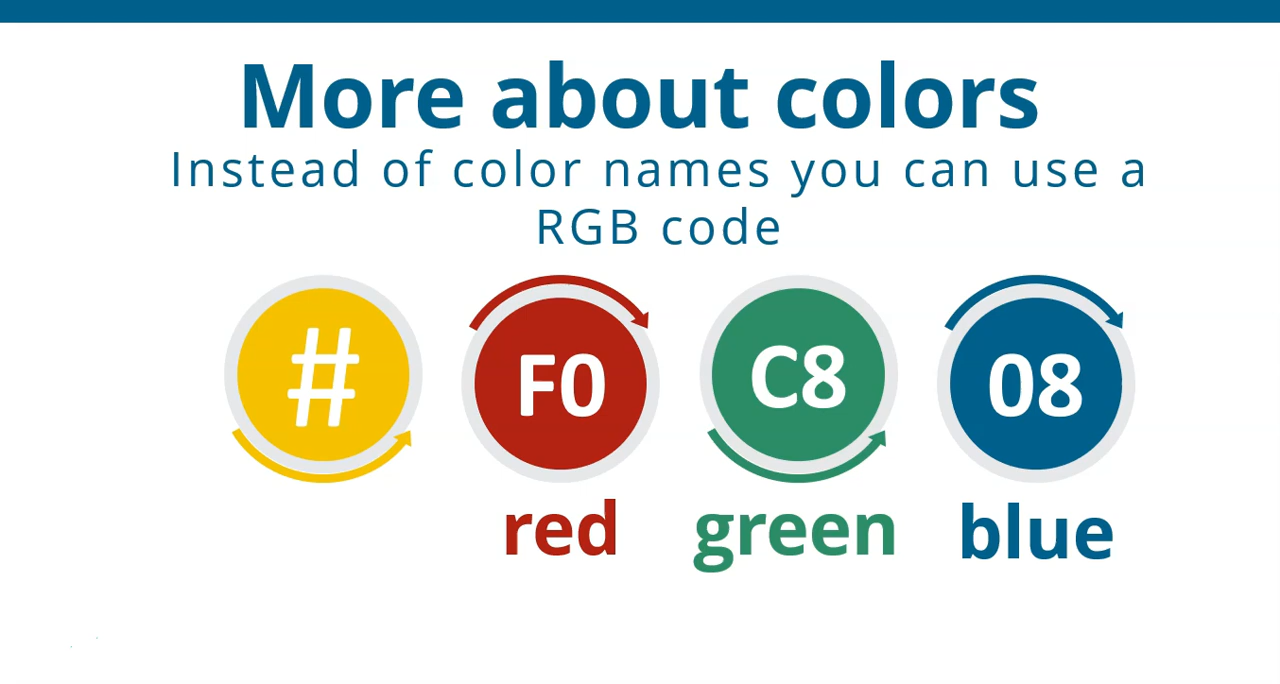 More about colors
Instead of color names you can use a
RGB code
# F0 C8 08
red green blue